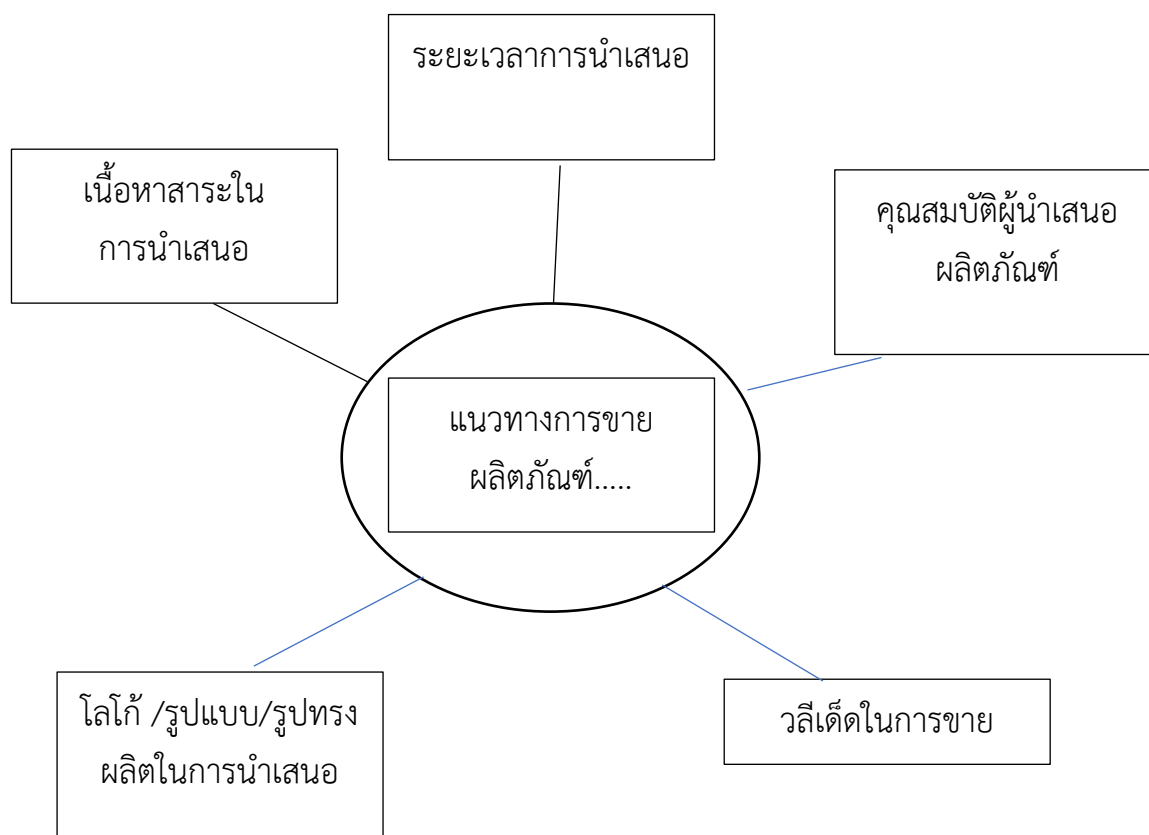 ระยะเวลาการนำเสนอ
เนื้อหาสาระใน
การนำเสนอ
คุณสมบัติผู้นำเสนอ
ผลิตภัณฑ์
แนวทางการขาย
ผลิตภัณฑ์.....
โลโก้ /รูปแบบ/รูปทรง
ผลิตในการนำเสนอ
วลีเด็ดในการขาย